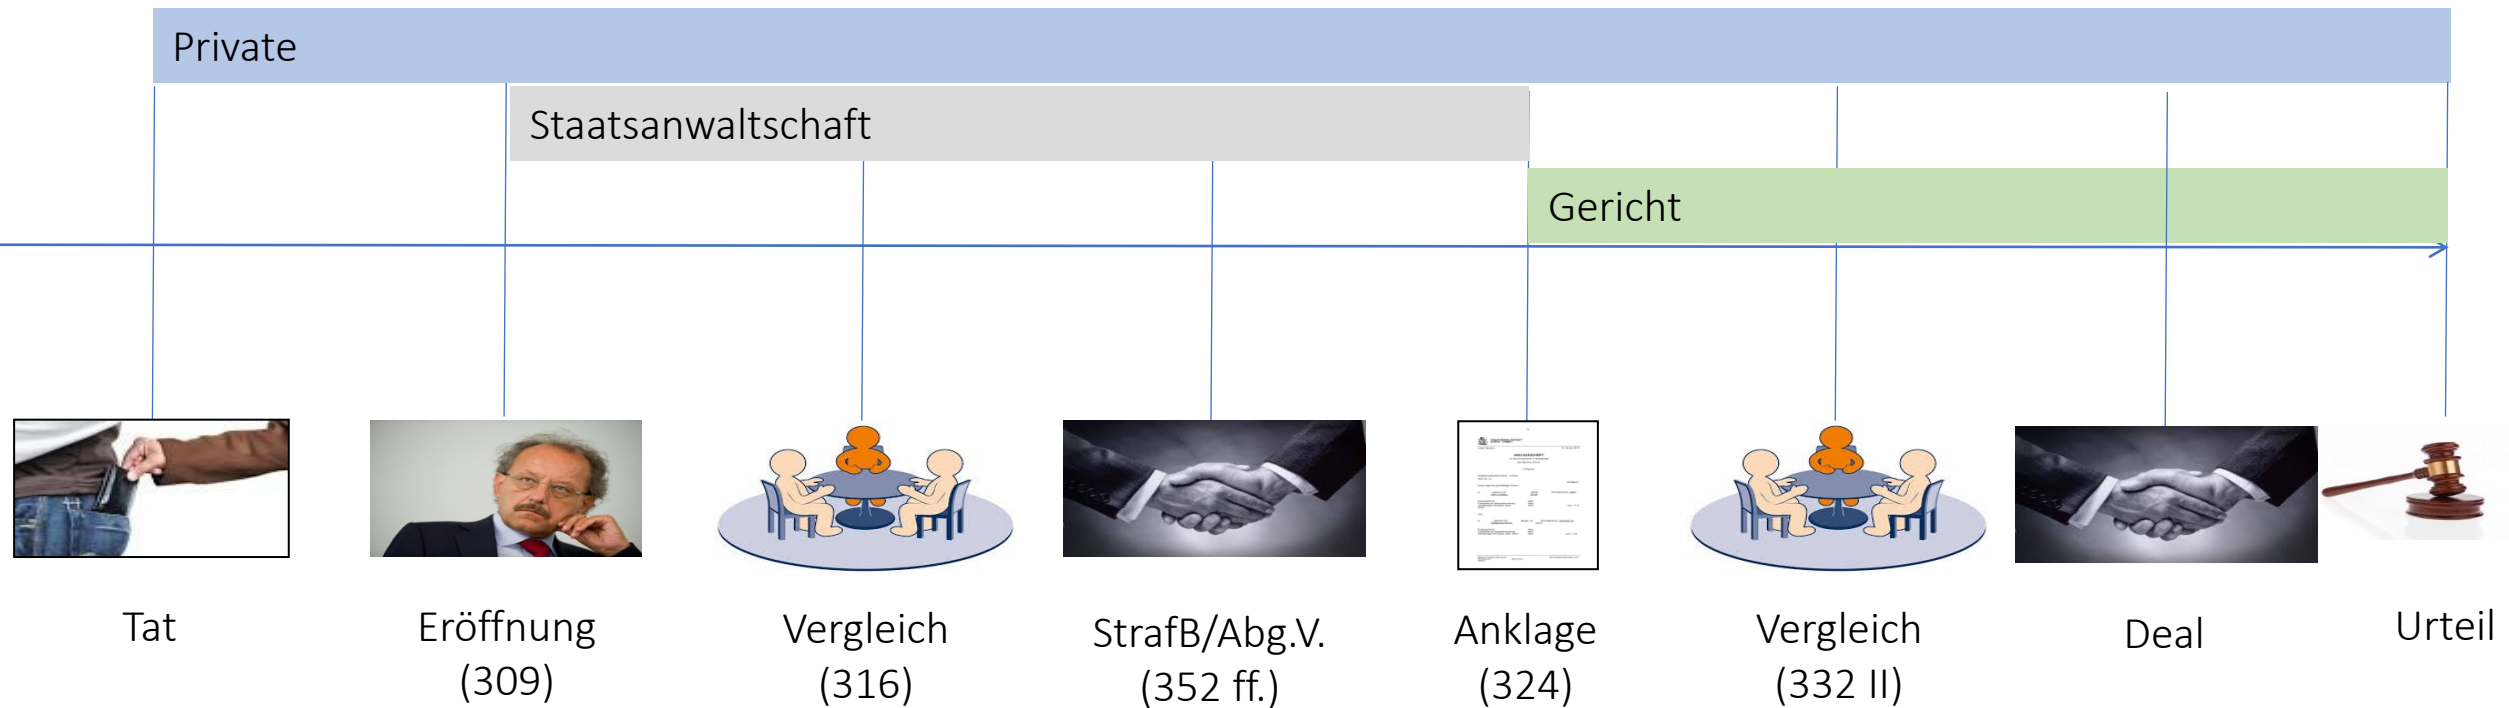 Private
Staatsanwaltschaft
Gericht
Tat
Eröffnung
(309)
Vergleich
(316)
StrafB/Abg.V.
(352 ff.)
Anklage
(324)
Vergleich
(332 II)
Deal
Urteil